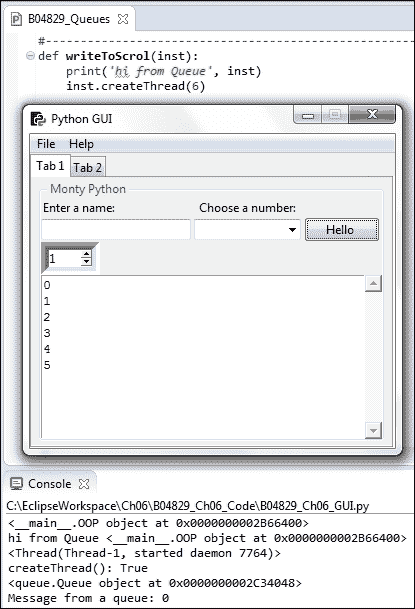 B04829_Queues
#------------------------------------------------
def writeToScrol(inst):
print('hi from Queue', inst)
inst.createThread(6)
Python GUI
File Help
Tab 1 Tab 2
Monty Python
Enter a name: Choose a number:
Hello
1
0
1
2
3
4
5
Console
C:\EclipseWorkspace\Ch06\B04829_Ch06_Code\B04829_Ch06_GUI.py
<__main__.OOP object at 0x0000000002B66400>
hi from Queue <__main__.OOP object at 0x0000000002B66400>
<Thread(Thread-1, started daemon 7764)>
createThread(): True
<queue.Queue object at 0x0000000002C34048>
Message from a queue: 0